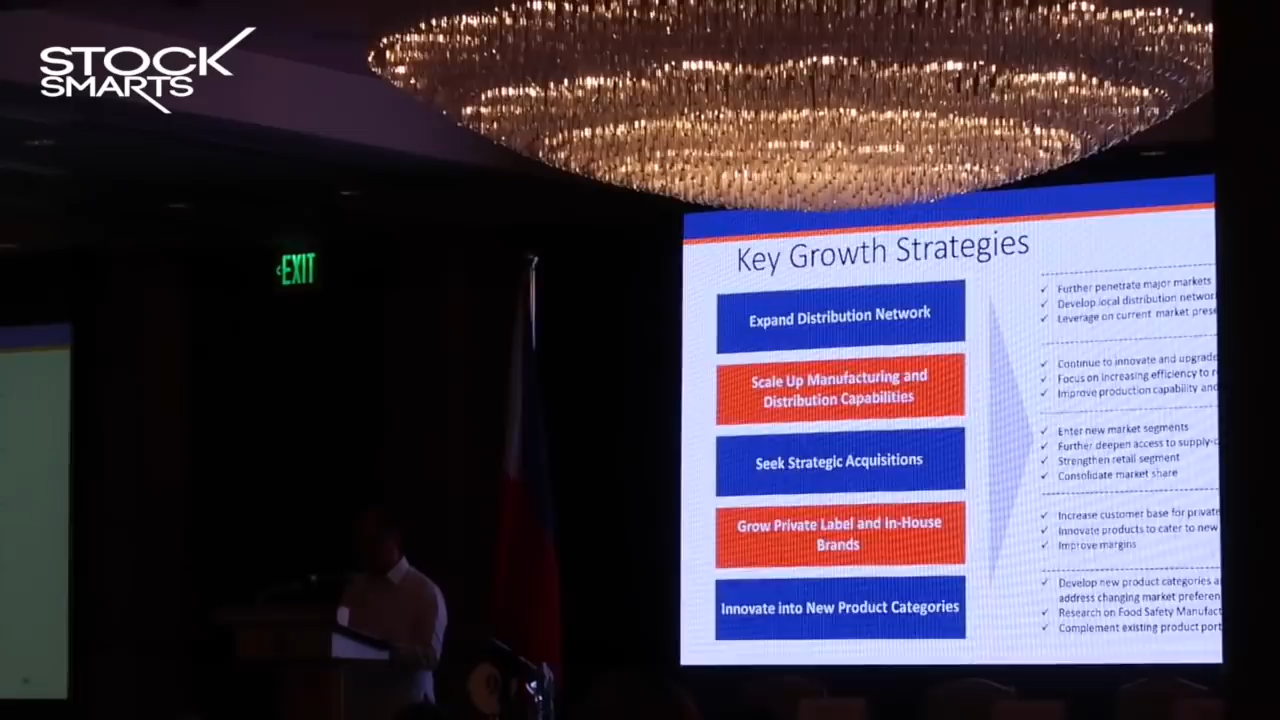 STOCK
SMARTS
EXIT
Key Growth Strategies
Expand Distribution Network
Scale Up Manufacturing and
Distribution Capabilities
Seek Strategic Acquisitions
Grow Private Label and In-House
Brands
Innovate into New Product Categories
✓ Further penetrate major markets
✓ Develop local distribution
✓ Leverage on current market
✓ Continue to innovate and upgrade
✓ Focus on increasing efficiency to
✓ Improve production capability and
✓ Enter new market segments
✓ Further deepen access to
✓ Strengthen retail segment
✓ Consolidate market share
✓ Increase customer base for private
✓ Innovate products to cater to new
✓ Improve margins
✓ Develop new product categories
address changing market
✓ Research on Food Safety
✓ Complement existing product